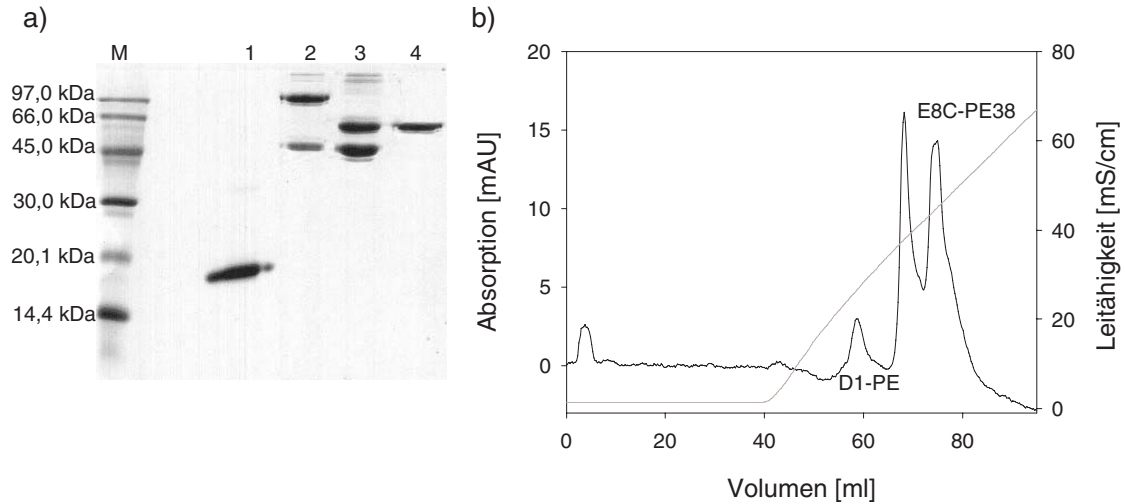 a)
M 1 2 3 4
97,0 kDa
66,0 kDa
45,0 kDa
30,0 kDa
20,1 kDa
14,4 kDa
b)
20
15
10
5
0
Absorption [mAU]
E8C-PE38
D1-PE
80
60
40
20
0
Leitähigkeit [mS/cm]
0 20 40 60 80
Volumen [ml]